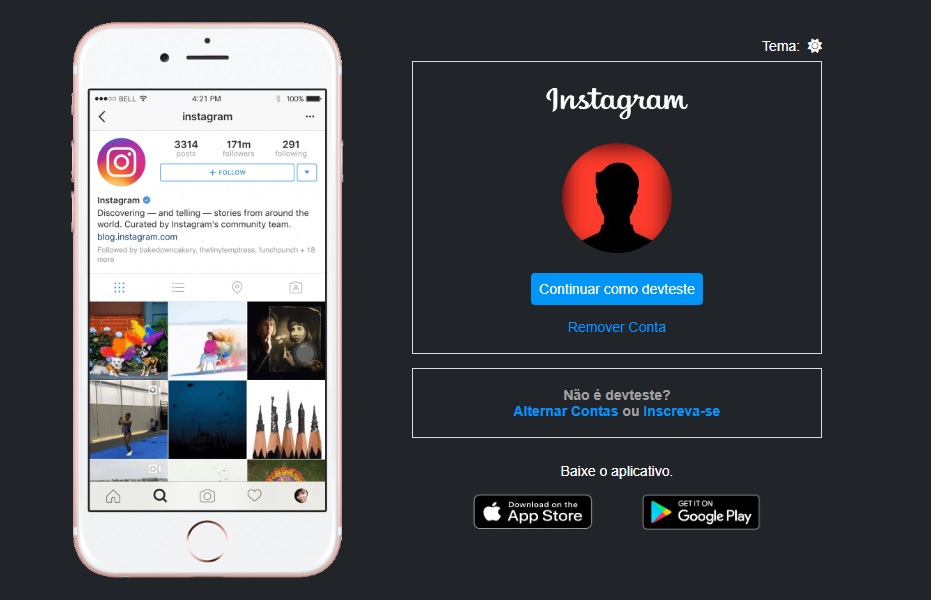 BELL
4:21 PM
100%
instagram
3314
posts
171m
followers
291
following
+ FOLLOW
Instagram
Discovering — and telling — stories from around the
world. Curated by Instagram's community team.
blog.instagram.com
Followed by bakedowncakery, thetinytemptress, funchpunch + 18
more
Tema:
Instagram
Continuar como devteste
Remover Conta
Não é devteste?
Alternar Contas ou Inscreva-se
Baixe o aplicativo.
Download on the
App Store
GET IT ON
Google Play